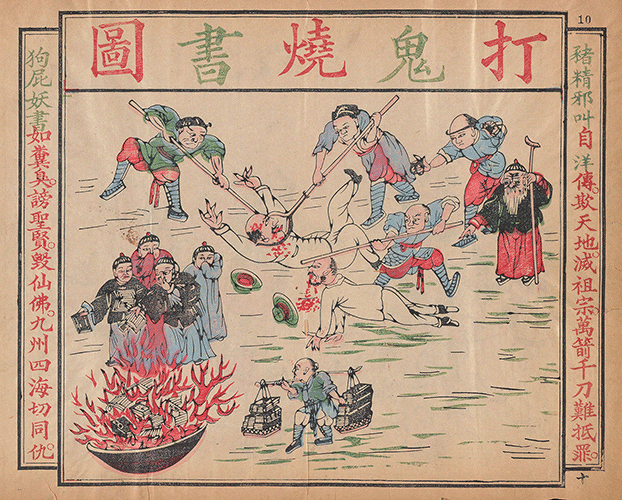 10
打鬼燒書圖
豬精邪叫自洋傳。欺天地。滅祖宗。萬箭千刀難抵罪。
狗屁妖書如糞臭。謗聖賢。毀仙佛。九州四海切同仇。
十